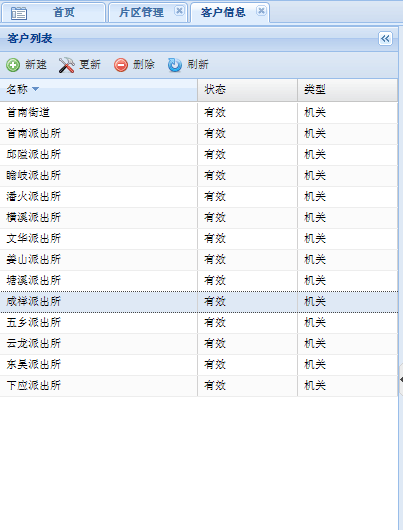 首页 片区管理 客户信息
客户列表
新建 更新 删除 刷新
名称 状态 类型
首南街道 有效 机关
首南派出所 有效 机关
邱隘派出所 有效 机关
瞻岐派出所 有效 机关
潘火派出所 有效 机关
横溪派出所 有效 机关
文华派出所 有效 机关
姜山派出所 有效 机关
塘溪派出所 有效 机关
咸祥派出所 有效 机关
五乡派出所 有效 机关
云龙派出所 有效 机关
东吴派出所 有效 机关
下应派出所 有效 机关